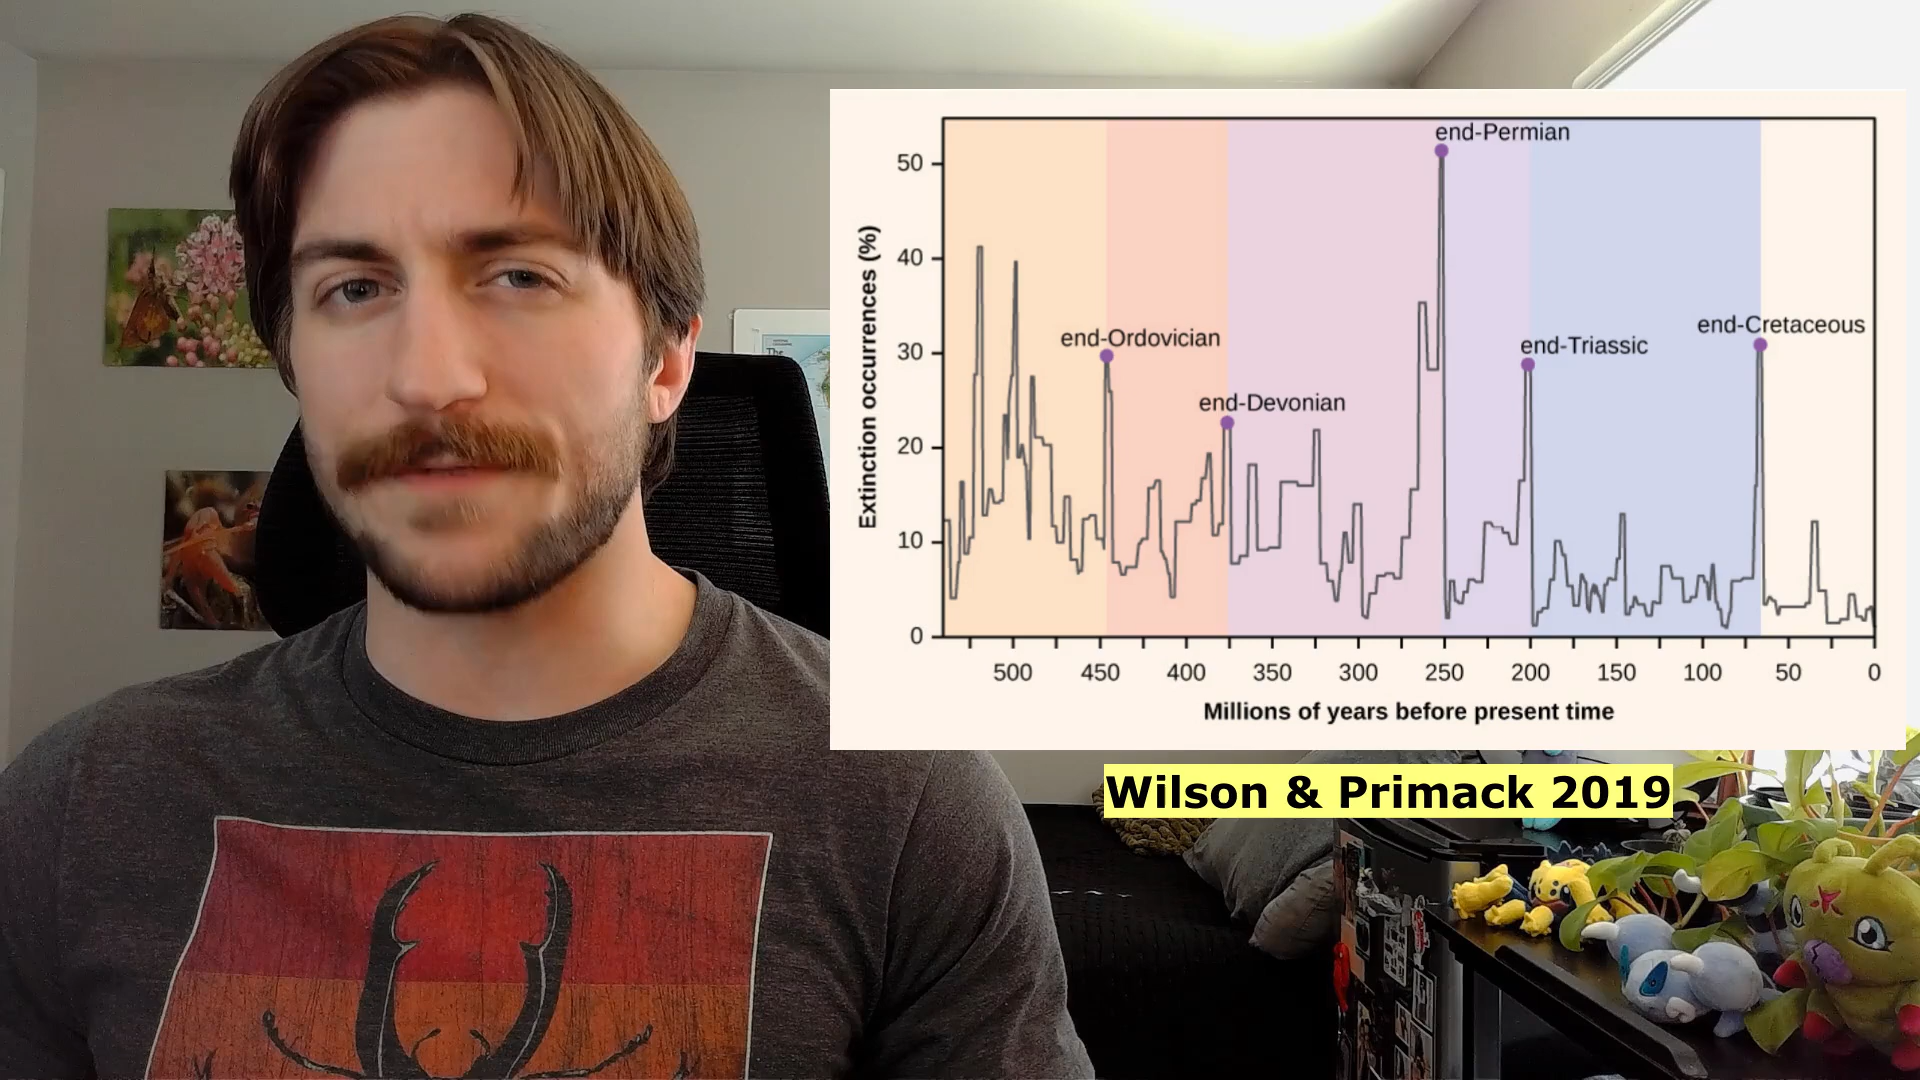 end-Permian
50
40
30
20
10
0
Extinction occurrences (%)
end-Ordovician
end-Devonian
end-Triassic
end-Cretaceous
500 450 400 350 300 250 200 150 100 50 0
Millions of years before present time
Wilson & Primack 2019
The